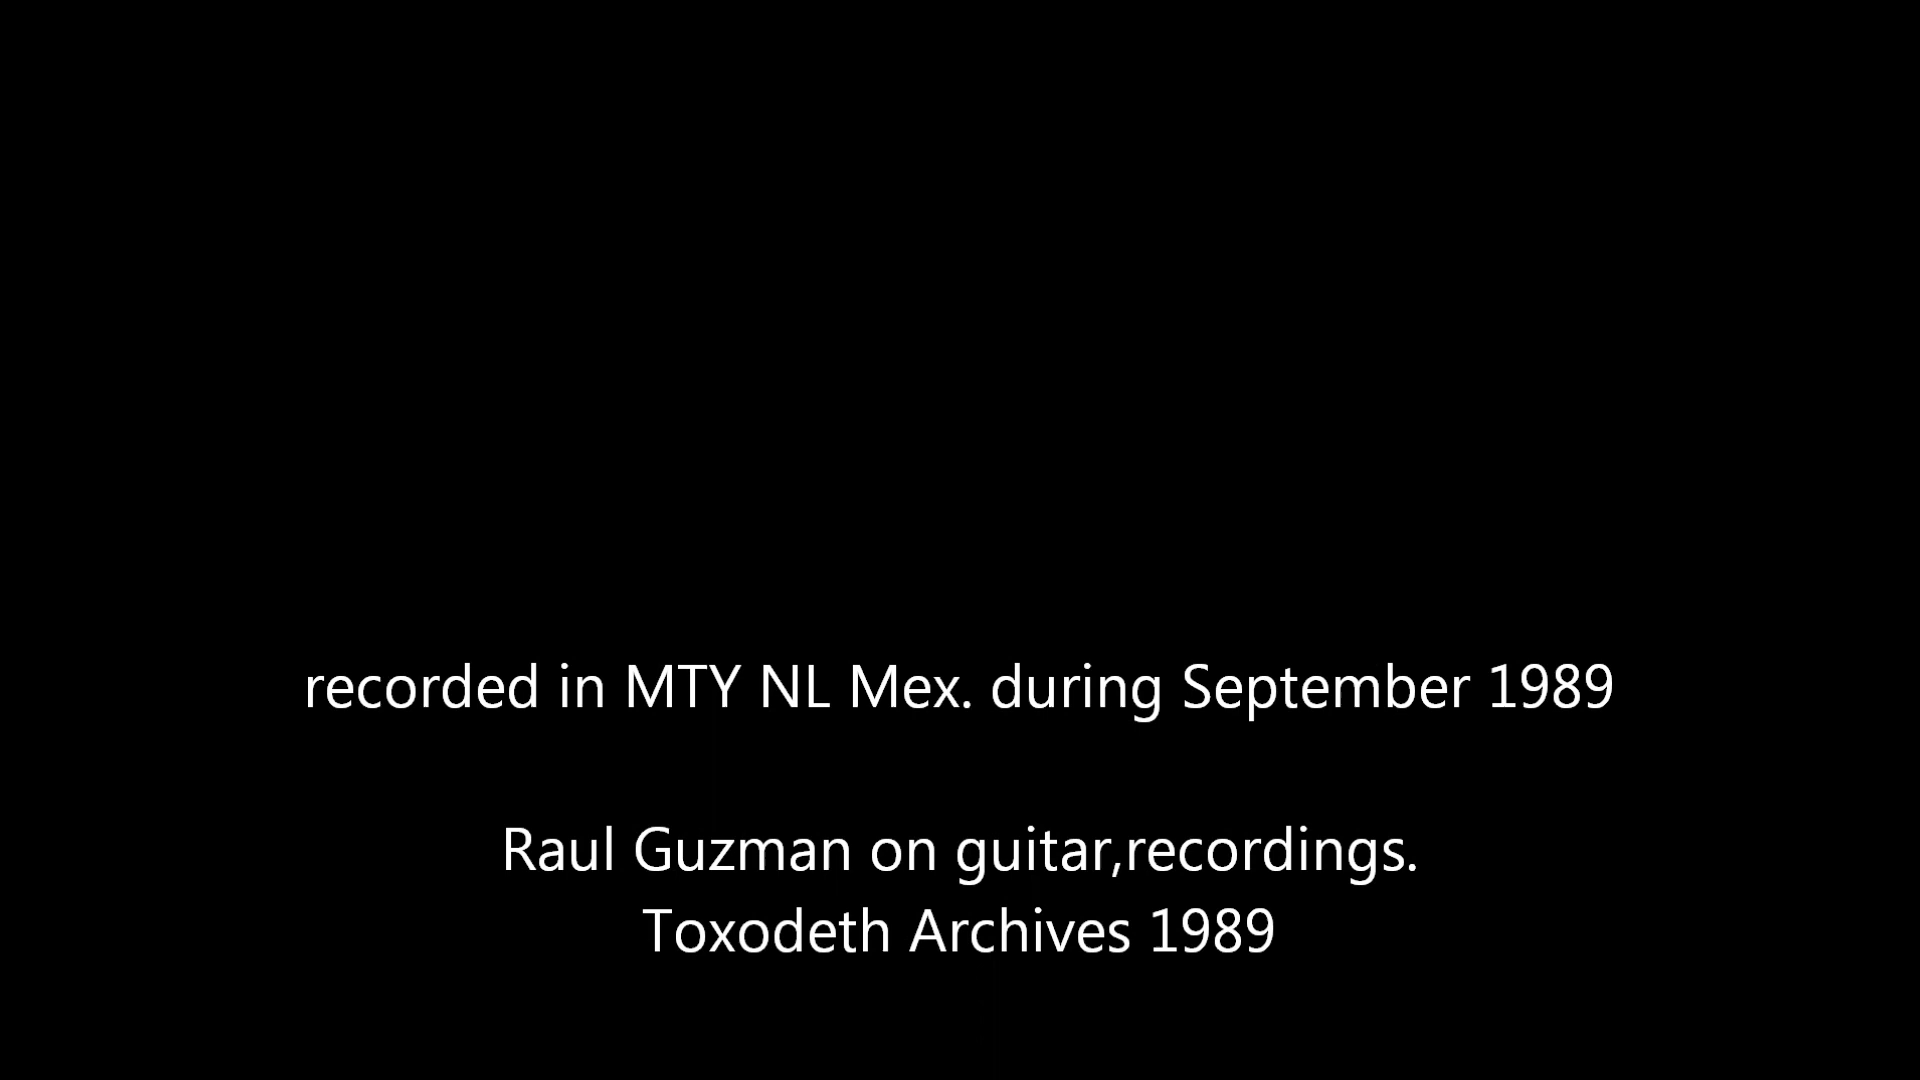 recorded in MTY NL Mex. during September 1989
Raul Guzman on guitar,recordings.
Toxodeth Archives 1989